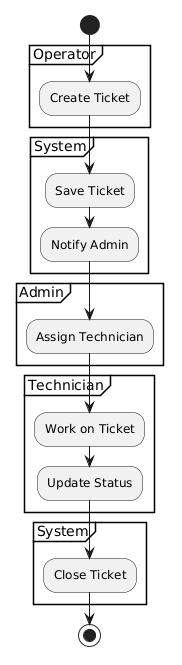 Operator
Create Ticket
System
Save Ticket
Notify Admin
Admin
Assign Technician
Technician
Work on Ticket
Update Status
System
Close Ticket